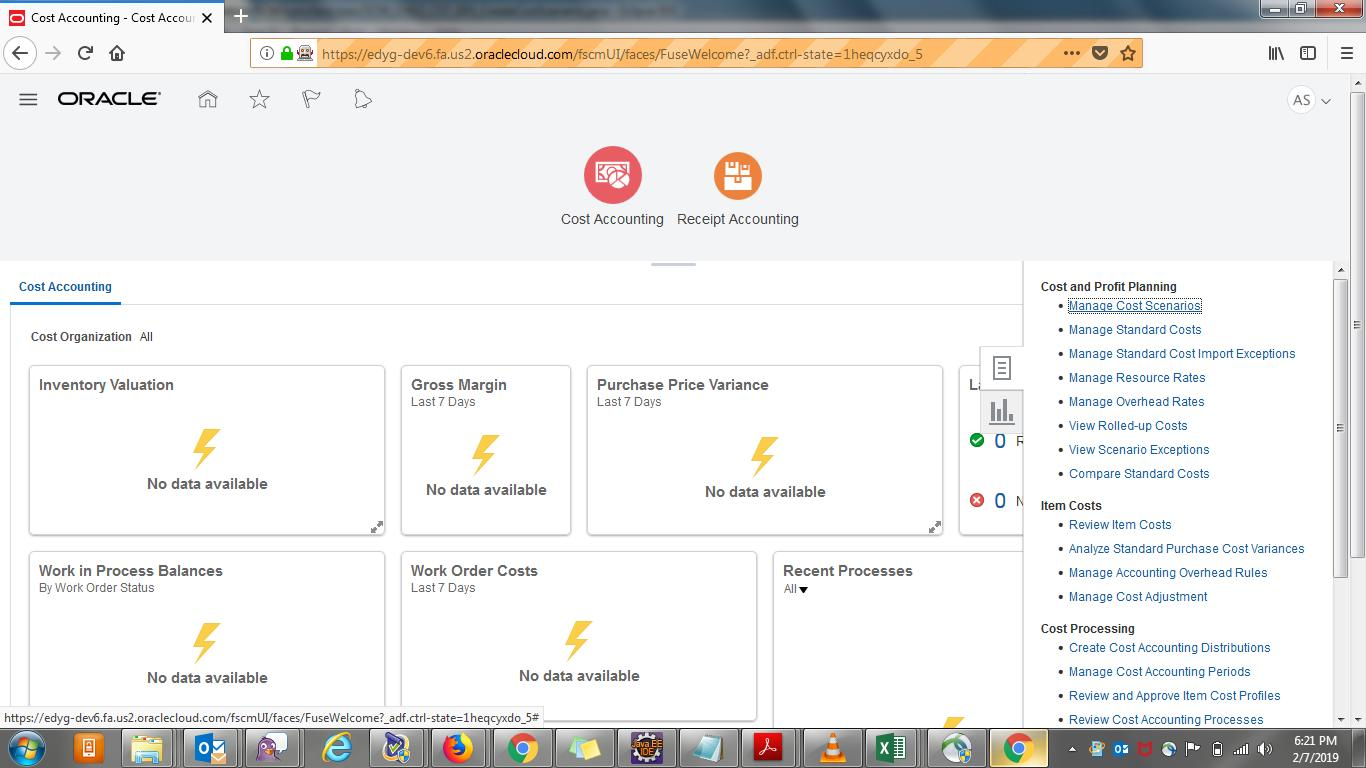 Cost Accounting - Cost Accour
https://edyg-dev6.fa.us2.oraclecloud.com/fscmUI/faces/FuseWelcome?_adf.ctrl-state=1heqcyxdo_5
ORACLE
AS
Cost Accounting
Receipt Accounting
Cost Accounting
Cost Organization All
Inventory Valuation
No data available
Gross Margin
Last 7 Days
No data available
Purchase Price Variance
Last 7 Days
No data available
La
0 R
0 N
Work in Process Balances
By Work Order Status
No data available
Work Order Costs
Last 7 Days
No data available
Recent Processes
All
Cost and Profit Planning
Manage Cost Scenarios
Manage Standard Costs
Manage Standard Cost Import Exceptions
Manage Resource Rates
Manage Overhead Rates
View Rolled-up Costs
View Scenario Exceptions
Compare Standard Costs
Item Costs
Review Item Costs
Analyze Standard Purchase Cost Variances
Manage Accounting Overhead Rules
Manage Cost Adjustment
Cost Processing
Create Cost Accounting Distributions
Manage Cost Accounting Periods
Review and Approve Item Cost Profiles
Review Cost Accounting Processes
https://edyg-dev6.fa.us2.oraclecloud.com/fscmUI/faces/FuseWelcome?_adf.ctrl-state=1heqcyxdo_5#
Java EE
IDE
6:21 PM
2/7/2019